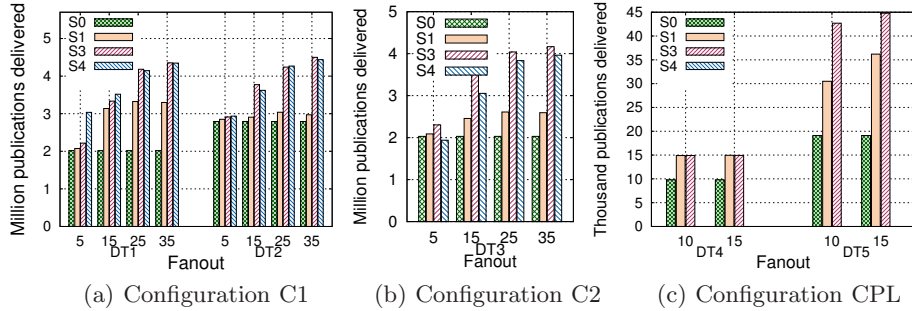 Million publications delivered
5
4
3
2
1
0
S0
S1
S3
S4
5
15
25
35
5
15
25
35
DT1
DT2
Fanout
(a) Configuration C1
Million publications delivered
5
4
3
2
1
0
S0
S1
S3
S4
5
15
25
35
DT3
Fanout
(b) Configuration C2
Thousand publications delivered
45
40
35
30
25
20
15
10
5
0
S0
S1
S3
S4
10
15
10
15
DT4
DT5
Fanout
(c) Configuration CPL